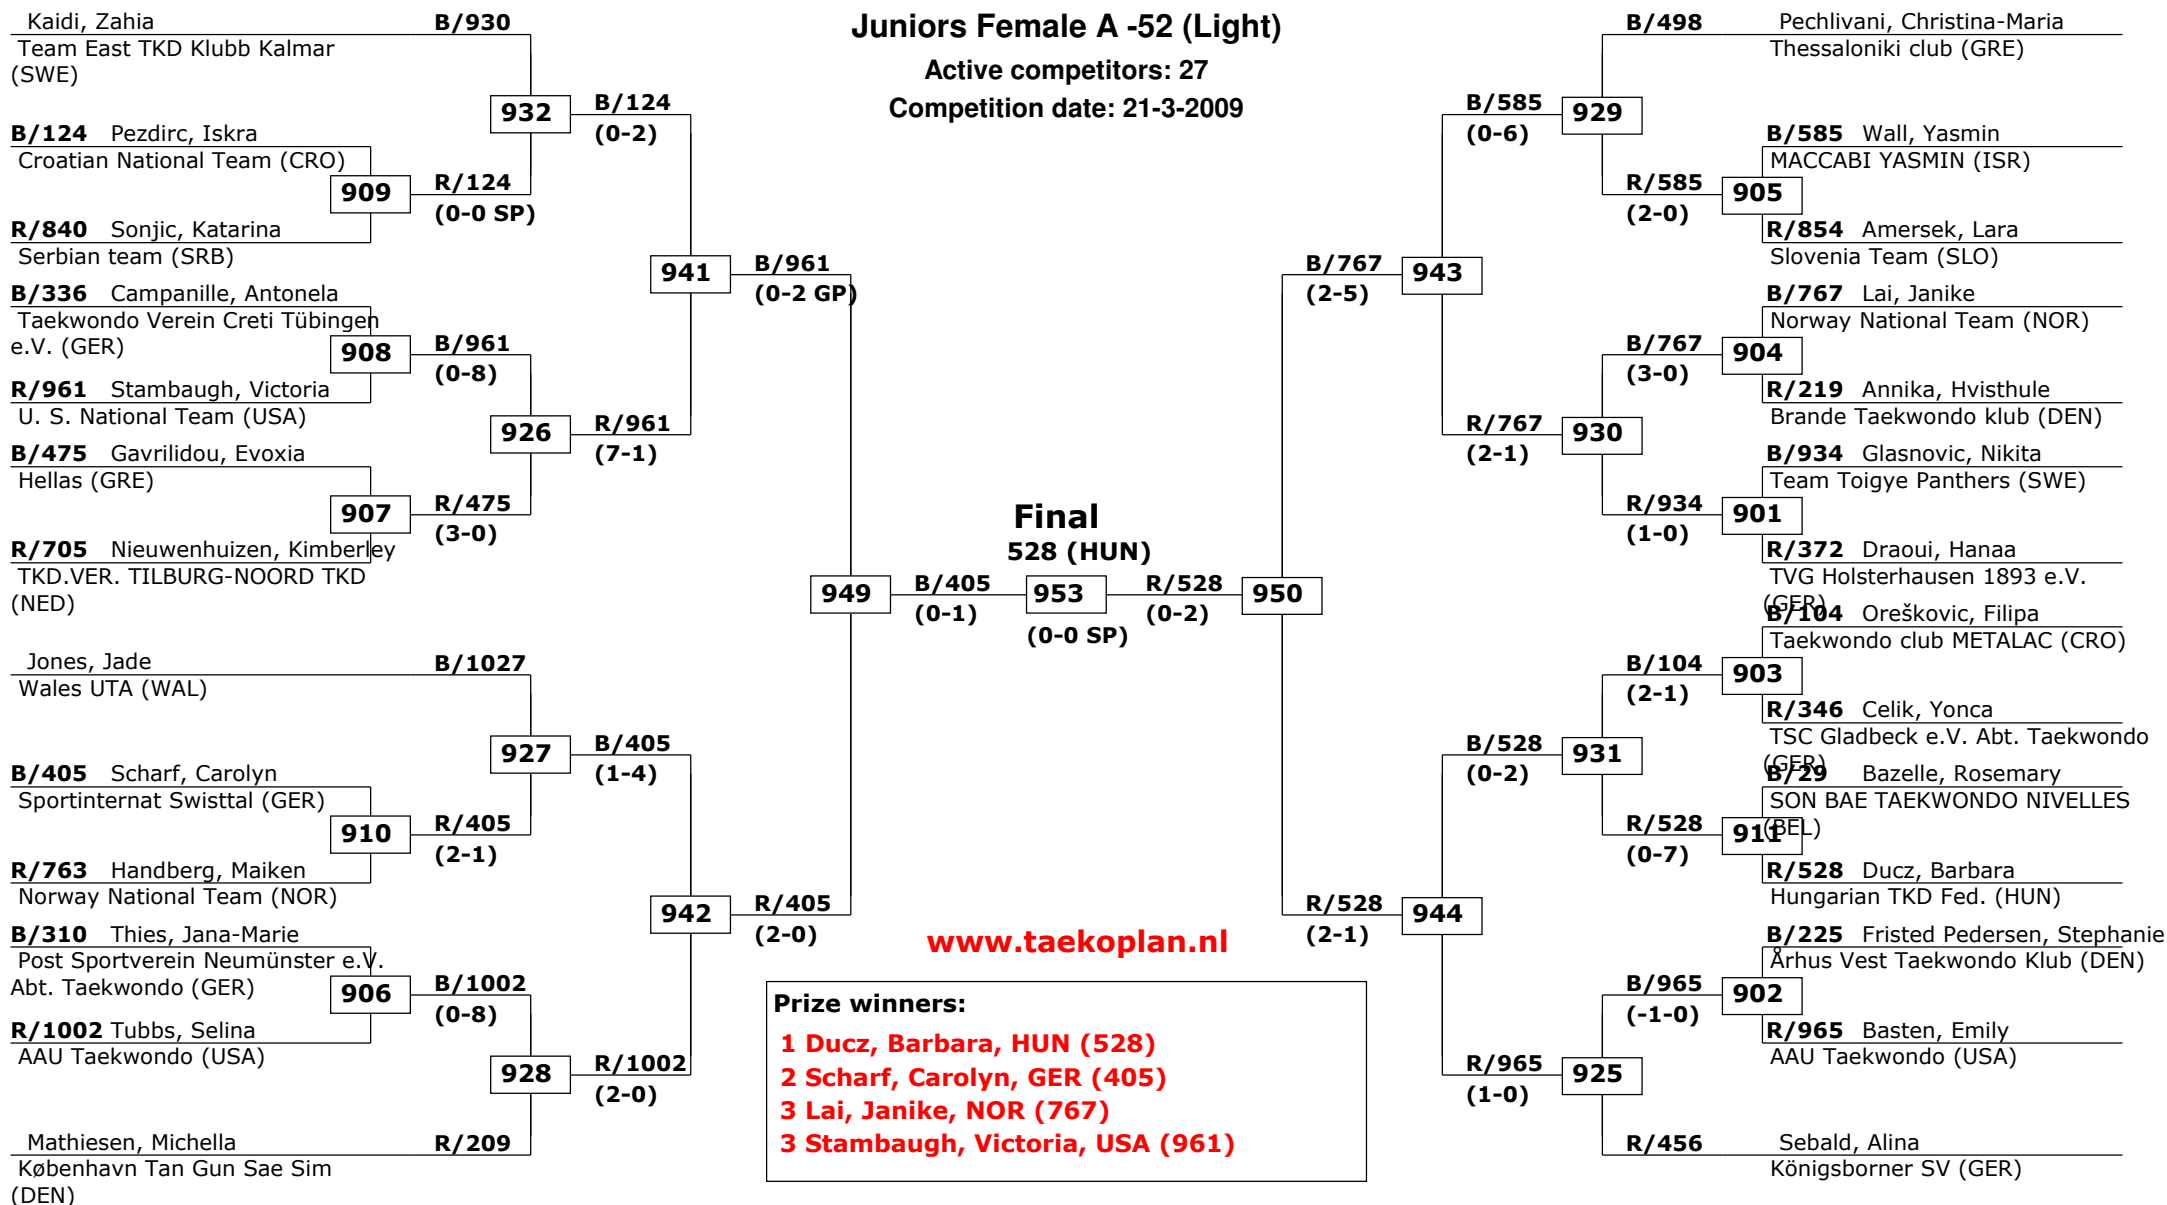 Juniors Female A -52 (Light)
Active competitors: 27
Competition date: 21-3-2009
Kaidi, Zahia
B/930
Team East TKD Klubb Kalmar
(SWE)
932
B/124
(0-2)
B/124 Pezdirc, Iskra
Croatian National Team (CRO)
909
R/124
(0-0 SP)
R/840 Sonjic, Katarina
Serbian team (SRB)
941
B/961
(0-2 GP)
B/336 Campanille, Antonela
Taekwondo Verein Creti Tübingen
e.V. (GER)
908
B/961
(0-8)
R/961 Stambaugh, Victoria
U. S. National Team (USA)
926
R/961
(7-1)
B/475 Gavrilidou, Evoxia
Hellas (GRE)
907
R/475
(3-0)
R/705 Nieuwenhuizen, Kimberley
TKD.VER. TILBURG-NOORD TKD
(NED)
949
B/405
(0-1)
Jones, Jade
B/1027
Wales UTA (WAL)
927
B/405
(1-4)
B/405 Scharf, Carolyn
Sportinternat Swisttal (GER)
910
R/405
(2-1)
R/763 Handberg, Maiken
Norway National Team (NOR)
942
R/405
(2-0)
B/310 Thies, Jana-Marie
Post Sportverein Neumünster e.V.
Abt. Taekwondo (GER)
906
B/1002
(0-8)
R/1002 Tubbs, Selina
AAU Taekwondo (USA)
928
R/1002
(2-0)
Mathiesen, Michella
R/209
København Tan Gun Sae Sim
(DEN)
Final
528 (HUN)
953
(0-0 SP)
R/528
(0-2)
950
B/498
Pechlivani, Christina-Maria
Thessaloniki club (GRE)
B/585
(0-6)
929
B/585 Wall, Yasmin
MACCABI YASMIN (ISR)
R/585
(2-0)
905
R/854 Amersek, Lara
Slovenia Team (SLO)
B/767
(2-5)
943
B/767 Lai, Janike
Norway National Team (NOR)
B/767
(3-0)
904
R/219 Annika, Hvisthule
Brande Taekwondo klub (DEN)
R/767
(2-1)
930
B/934 Glasnovic, Nikita
Team Toigye Panthers (SWE)
R/934
(1-0)
901
R/372 Draoui, Hanaa
TVG Holsterhausen 1893 e.V.
(GER)
B/104 Oreškovic, Filipa
Taekwondo club METALAC (CRO)
B/104
(2-1)
903
R/346 Celik, Yonca
TSC Gladbeck e.V. Abt. Taekwondo
(GER)
B/528
(0-2)
931
B/29 Bazelle, Rosemary
SON BAE TAEKWONDO NIVELLES
(BEL)
R/528
(0-7)
911
R/528 Ducz, Barbara
Hungarian TKD Fed. (HUN)
R/528
(2-1)
944
B/225 Fristed Pedersen, Stephanie
Århus Vest Taekwondo Klub (DEN)
B/965
(-1-0)
902
R/965 Basten, Emily
AAU Taekwondo (USA)
R/965
(1-0)
925
R/456
Sebald, Alina
Königsborner SV (GER)
www.taekoplan.nl
Prize winners:
1 Ducz, Barbara, HUN (528)
2 Scharf, Carolyn, GER (405)
3 Lai, Janike, NOR (767)
3 Stambaugh, Victoria, USA (961)